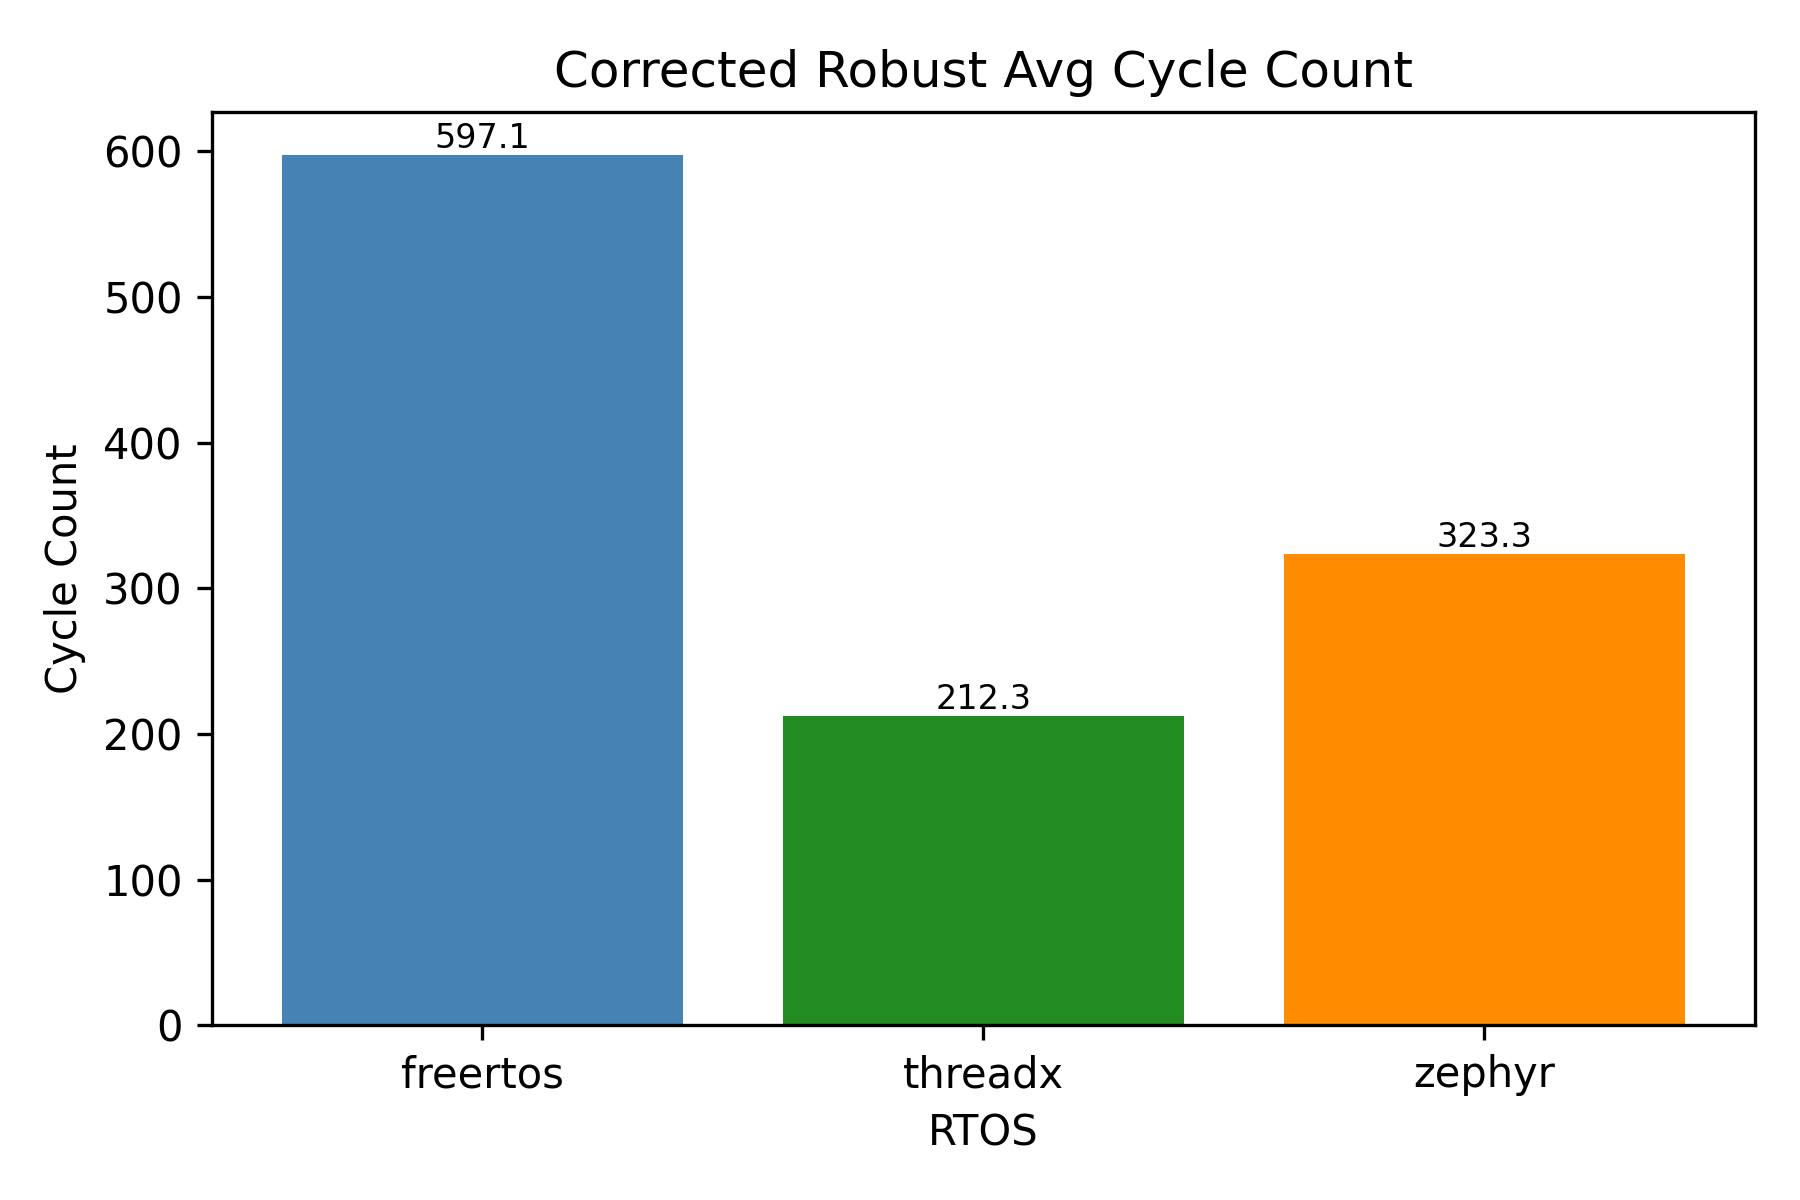 Corrected Robust Avg Cycle Count
600
500
400
300
200
100
0
Cycle Count
597.1
212.3
323.3
freertos
threadx
zephyr
RTOS